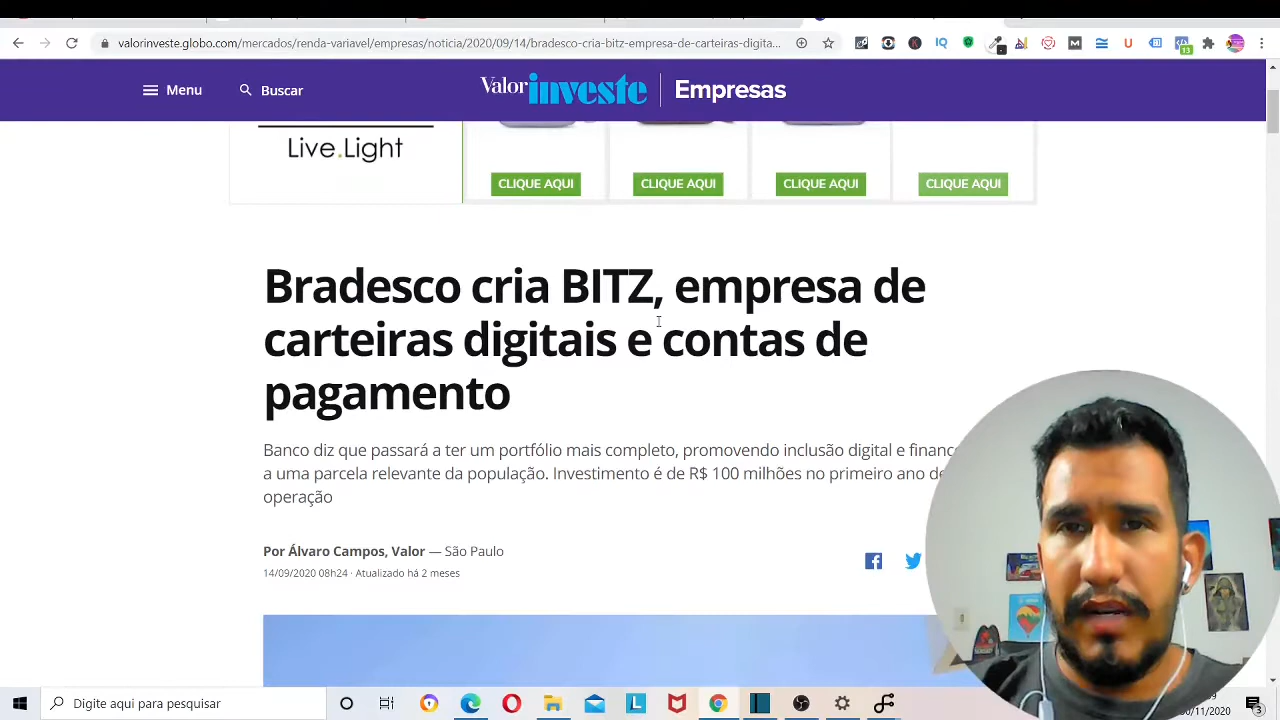 valorinveste.globo.com/mercados/renda-variavel/empresas/noticia/2020/09/14/bradesco-cria-bitz-empresa-de-carteiras-digita...
Menu
Buscar
Valor investe
Empresas
Live.Light
CLIQUE AQUI
CLIQUE AQUI
CLIQUE AQUI
CLIQUE AQUI
Bradesco cria BITZ, empresa de
carteiras digitais e contas de
pagamento
Banco diz que passará a ter um portfólio mais completo, promovendo inclusão digital e financ
a uma parcela relevante da população. Investimento é de R$ 100 milhões no primeiro ano de
operação
Por Álvaro Campos, Valor — São Paulo
14/09/2020 08h24 · Atualizado há 2 meses
Digite aqui para pesquisar
0/11/2020